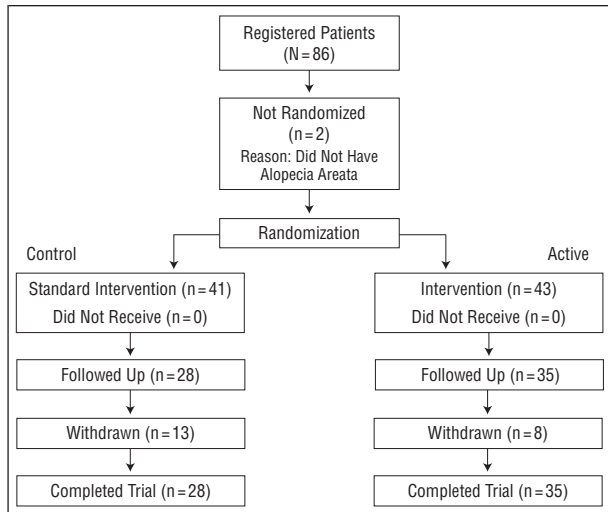 Registered Patients
(N=86)
Not Randomized
(n=2)
Reason: Did Not Have
Alopecia Areata
Randomization
Control
Active
Standard Intervention (n=41)
Did Not Receive (n=0)
Intervention (n=43)
Did Not Receive (n=0)
Followed Up (n=28)
Followed Up (n=35)
Withdrawn (n=13)
Withdrawn (n=8)
Completed Trial (n=28)
Completed Trial (n=35)